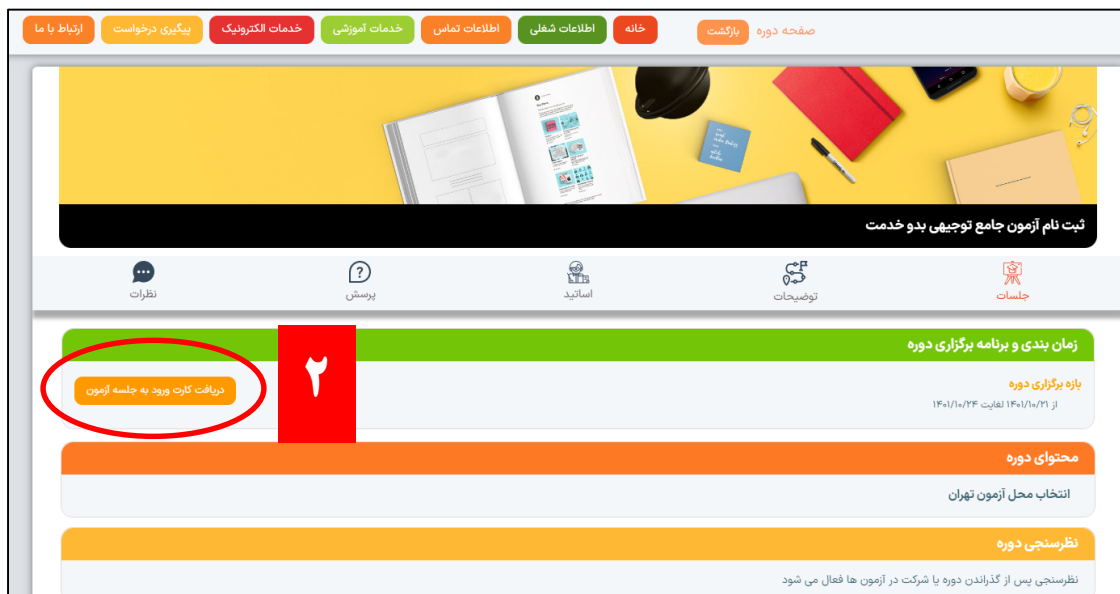 صفحه دوره بازگشت
خانه اطلاعات شغلی اطلاعات تماس خدمات آموزشی خدمات الکترونیک پیگیری درخواست ارتباط با ما
ثبت نام آزمون جامع توجیهی بدو خدمت
جلسات توضیحات اساتید پرسش نظرات
زمان بندی و برنامه برگزاری دوره
بازه برگزاری دوره
از ۱۴۰۱/۱۰/۲۱ لغایت ۱۴۰۱/۱۰/۲۴
دریافت کارت ورود به جلسه آزمون
۲
محتوای دوره
انتخاب محل آزمون تهران
نظرسنجی دوره
نظرسنجی پس از گذراندن دوره یا شرکت در آزمون ها فعال می شود